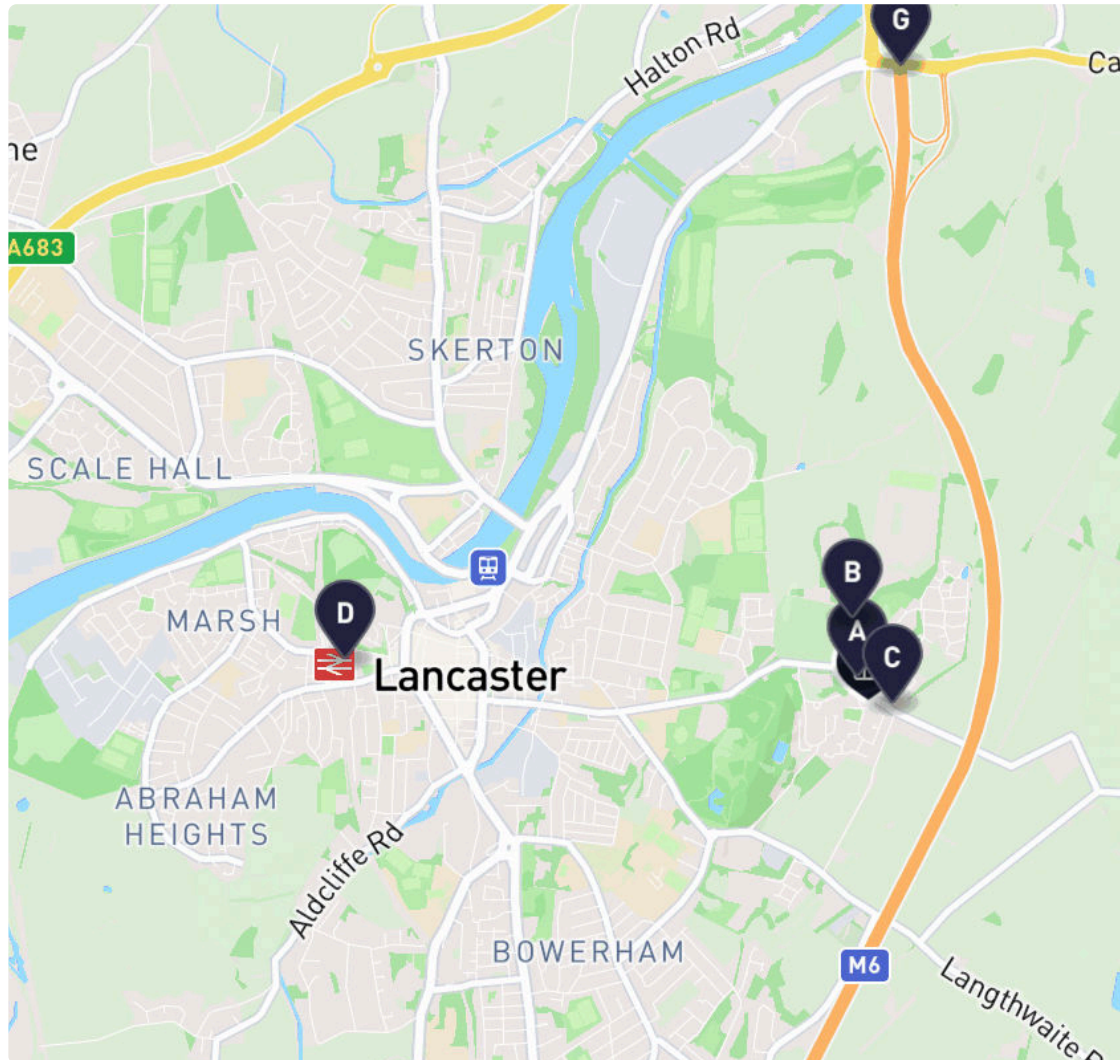 G
Halton Rd
Ca
ne
A683
SKERTON
SCALE HALL
B
MARSH
D
A
C
Lancaster
ABRAHAM
HEIGHTS
Aldcliffe Rd
BOWERHAM
M6
Langthwaite R